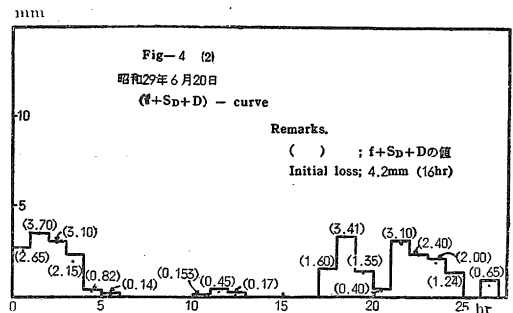 mm
Fig-4 (2)
昭和29年6月20日
(f+SD+D) - curve
Remarks.
( ) ; f+SD+Dの値
Initial loss; 4.2mm (16hr)
10
5
(3.70)
(3.10)
(2.65)
(2.15)
(0.82)
(0.14)
(0.153)
(0.45)
(0.17)
(1.60)
(3.41)
(1.35)
(0.40)
(3.10)
(2.40)
(2.00)
(1.24)
(0.65)
0 5 10 15 20 25 hr